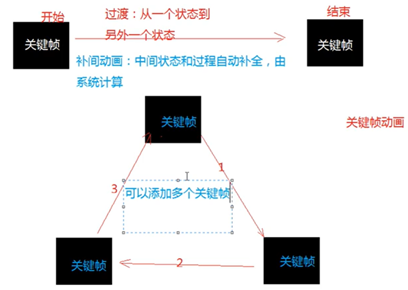 开始
过渡：从一个状态到
另外一个状态
结束
关键帧
关键帧
补间动画：中间状态和过程自动补全，由
系统计算
关键帧
关键帧动画
1
3
可以添加多个关键帧
2
关键帧
关键帧